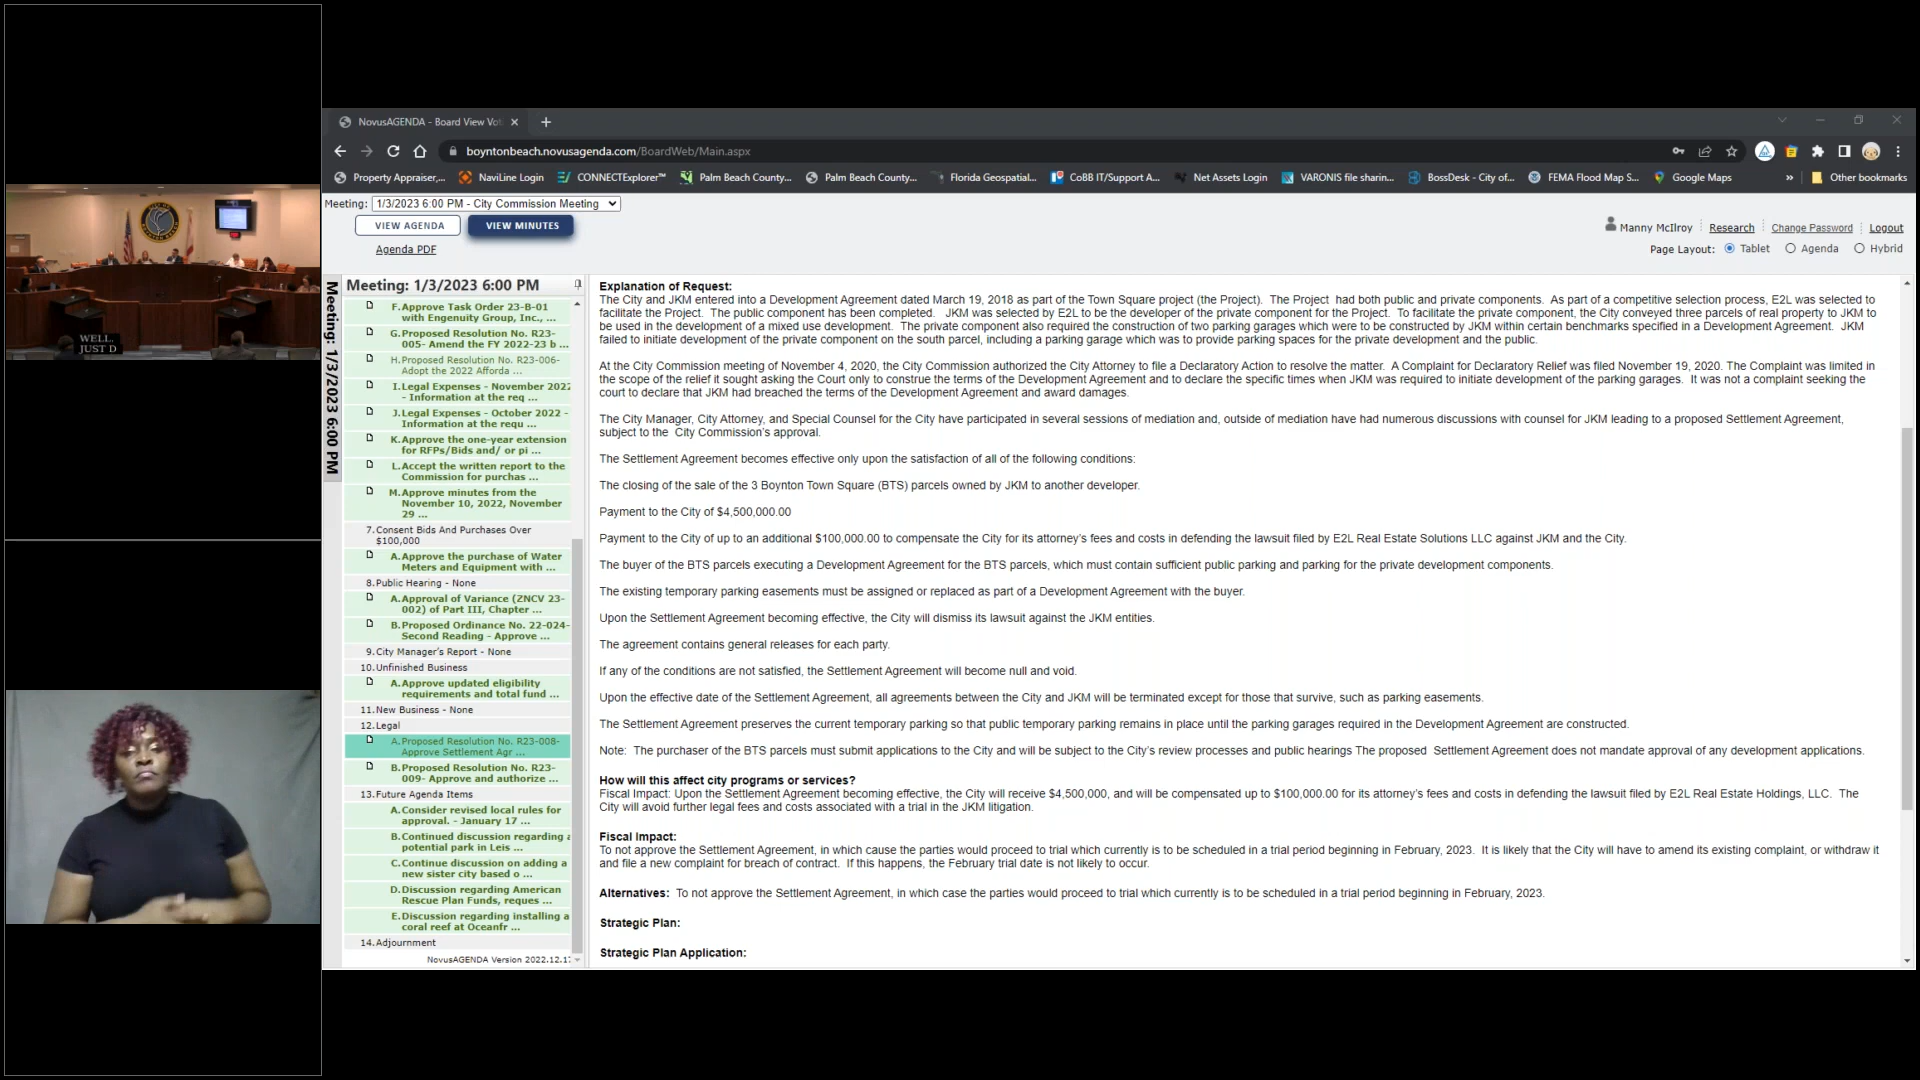 WELL,
JUST D
NovusAGENDA - Board View Vot
boyntonbeach.novusagenda.com/BoardWeb/Main.aspx
Property Appraiser,...
NaviLine Login
CONNECTExplorer™
Palm Beach County...
Palm Beach County...
Florida Geospatial...
CoBB IT/Support A...
Net Assets Login
VARONIS file sharin...
BossDesk - City of...
FEMA Flood Map S...
Google Maps
»
Other bookmarks
Meeting: 1/3/2023 6:00 PM - City Commission Meeting
VIEW AGENDA
VIEW MINUTES
Agenda PDF
Manny McIlroy
Research
Change Password
Logout
Page Layout: Tablet Agenda Hybrid
Meeting: 1/3/2023 6:00 PM
Meeting: 1/3/2023 6:00 PM
F. Approve Task Order 23-B-01
with Engenuity Group, Inc., ...
G. Proposed Resolution No. R23-
005- Amend the FY 2022-23 b ...
H. Proposed Resolution No. R23-006-
Adopt the 2022 Afforda ...
I. Legal Expenses - November 2022
- Information at the req ...
J. Legal Expenses - October 2022 -
Information at the requ ...
K. Approve the one-year extension
for RFPs/Bids and/ or pi ...
L. Accept the written report to the
Commission for purchas ...
M. Approve minutes from the
November 10, 2022, November
29 ...
7. Consent Bids And Purchases Over
$100,000
A. Approve the purchase of Water
Meters and Equipment with ...
8. Public Hearing - None
A. Approval of Variance (ZNCV 23-
002) of Part III, Chapter ...
B. Proposed Ordinance No. 22-024-
Second Reading - Approve ...
9. City Manager's Report - None
10. Unfinished Business
A. Approve updated eligibility
requirements and total fund ...
11. New Business - None
12. Legal
A. Proposed Resolution No. R23-008-
Approve Settlement Agr ...
B. Proposed Resolution No. R23-
009- Approve and authorize ...
13. Future Agenda Items
A. Consider revised local rules for
approval. - January 17 ...
B. Continued discussion regarding a
potential park in Leis ...
C. Continue discussion on adding a
new sister city based o ...
D. Discussion regarding American
Rescue Plan Funds, reques ...
E. Discussion regarding installing a
coral reef at Oceanfr ...
14. Adjournment
NovusAGENDA Version 2022.12.17
Explanation of Request:
The City and JKM entered into a Development Agreement dated March 19, 2018 as part of the Town Square project (the Project).  The Project  had both public and private components.  As part of a competitive selection process, E2L was selected to
facilitate the Project.  The public component has been completed.   JKM was selected by E2L to be the developer of the private component for the Project.  To facilitate the private component, the City conveyed three parcels of real property to JKM to
be used in the development of a mixed use development.  The private component also required the construction of two parking garages which were to be constructed by JKM within certain benchmarks specified in a Development Agreement.  JKM
failed to initiate development of the private component on the south parcel, including a parking garage which was to provide parking spaces for the private development and the public.
At the City Commission meeting of November 4, 2020, the City Commission authorized the City Attorney to file a Declaratory Action to resolve the matter.  A Complaint for Declaratory Relief was filed November 19, 2020. The Complaint was limited in
the scope of the relief it sought asking the Court only to construe the terms of the Development Agreement and to declare the specific times when JKM was required to initiate development of the parking garages.  It was not a complaint seeking the
court to declare that JKM had breached the terms of the Development Agreement and award damages.
The City Manager, City Attorney, and Special Counsel for the City have participated in several sessions of mediation and, outside of mediation have had numerous discussions with counsel for JKM leading to a proposed Settlement Agreement,
subject to the  City Commission's approval.
The Settlement Agreement becomes effective only upon the satisfaction of all of the following conditions:
The closing of the sale of the 3 Boynton Town Square (BTS) parcels owned by JKM to another developer.
Payment to the City of $4,500,000.00
Payment to the City of up to an additional $100,000.00 to compensate the City for its attorney's fees and costs in defending the lawsuit filed by E2L Real Estate Solutions LLC against JKM and the City.
The buyer of the BTS parcels executing a Development Agreement for the BTS parcels, which must contain sufficient public parking and parking for the private development components.
The existing temporary parking easements must be assigned or replaced as part of a Development Agreement with the buyer.
Upon the Settlement Agreement becoming effective, the City will dismiss its lawsuit against the JKM entities.
The agreement contains general releases for each party.
If any of the conditions are not satisfied, the Settlement Agreement will become null and void.
Upon the effective date of the Settlement Agreement, all agreements between the City and JKM will be terminated except for those that survive, such as parking easements.
The Settlement Agreement preserves the current temporary parking so that public temporary parking remains in place until the parking garages required in the Development Agreement are constructed.
Note:  The purchaser of the BTS parcels must submit applications to the City and will be subject to the City's review processes and public hearings The proposed  Settlement Agreement does not mandate approval of any development applications.
How will this affect city programs or services?
Fiscal Impact: Upon the Settlement Agreement becoming effective, the City will receive $4,500,000, and will be compensated up to $100,000.00 for its attorney's fees and costs in defending the lawsuit filed by E2L Real Estate Holdings, LLC.  The
City will avoid further legal fees and costs associated with a trial in the JKM litigation.
Fiscal Impact:
To not approve the Settlement Agreement, in which cause the parties would proceed to trial which currently is to be scheduled in a trial period beginning in February, 2023.  It is likely that the City will have to amend its existing complaint, or withdraw it
and file a new complaint for breach of contract.  If this happens, the February trial date is not likely to occur.
Alternatives:  To not approve the Settlement Agreement, in which case the parties would proceed to trial which currently is to be scheduled in a trial period beginning in February, 2023.
Strategic Plan:
Strategic Plan Application: